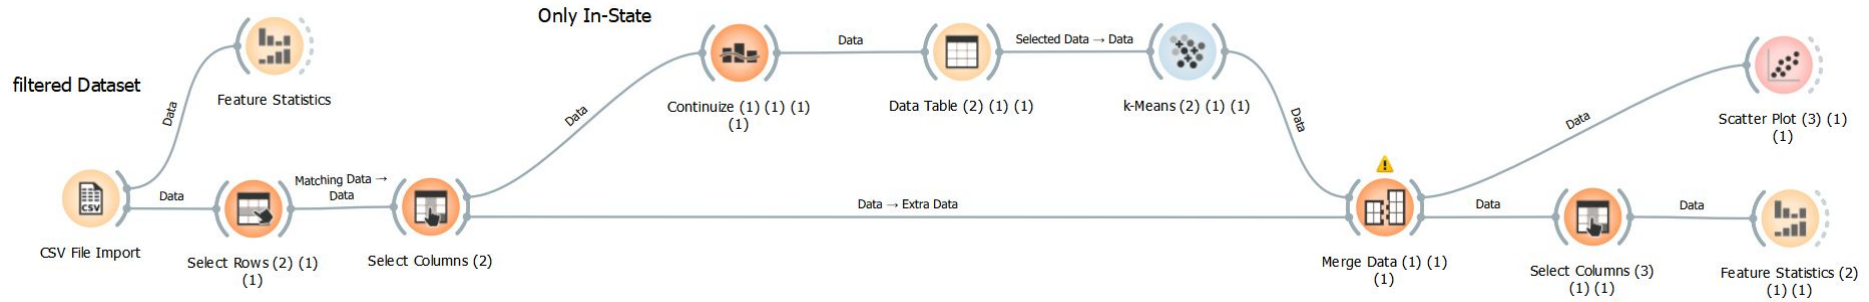 Only In-State
filtered Dataset
Feature Statistics
Data
CSV File Import
Data
Select Rows (2) (1)
(1)
Matching Data →
Data
Select Columns (2)
Data
Continuize (1) (1) (1)
(1)
Data
Data Table (2) (1) (1)
Selected Data → Data
k-Means (2) (1) (1)
Data
Data → Extra Data
Merge Data (1) (1)
(1)
Data
Scatter Plot (3) (1)
(1)
Data
Select Columns (3)
(1) (1)
Data
Feature Statistics (2)
(1) (1)
CSV